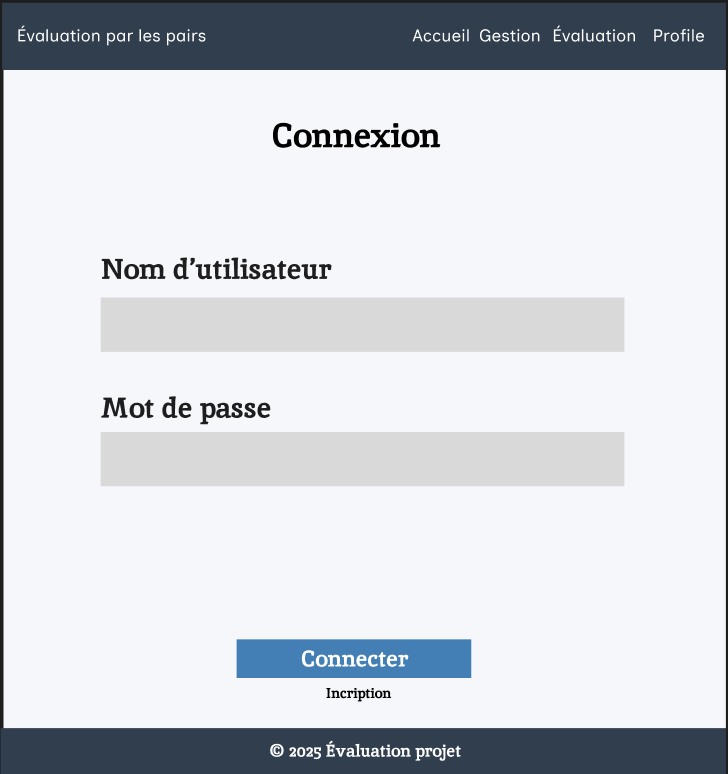 Évaluation par les pairs Accueil Gestion Évaluation Profile
Connexion
Nom d’utilisateur
Mot de passe
Connecter
Incription
© 2025 Évaluation projet